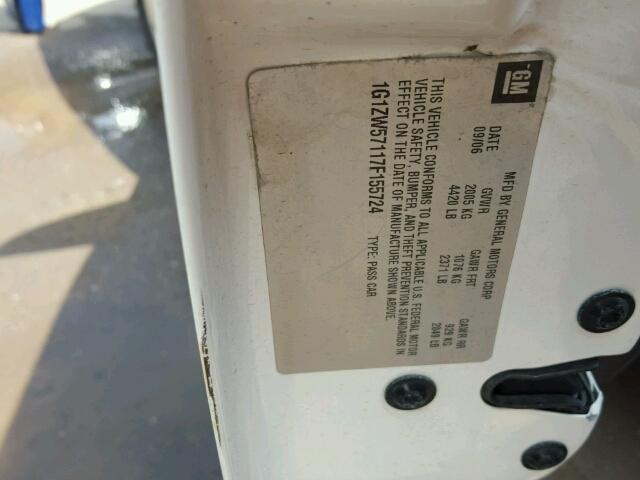 GM
MFD BY GENERAL MOTORS CORP
DATE GVWR GAWR FRT GAWR RR
09/06 2005 KG 1076 KG 929 KG
4420 LB 2371 LB 2049 LB
THIS VEHICLE CONFORMS TO ALL APPLICABLE U.S. FEDERAL MOTOR
VEHICLE SAFETY, BUMPER, AND THEFT PREVENTION STANDARDS IN
EFFECT ON THE DATE OF MANUFACTURE SHOWN ABOVE.
1G1ZW57117F155724 TYPE: PASS CAR